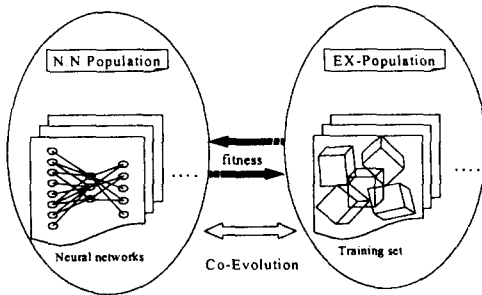 N.N Population
EX-Population
fitness
....
....
Neural networks
Training set
Co-Evolution